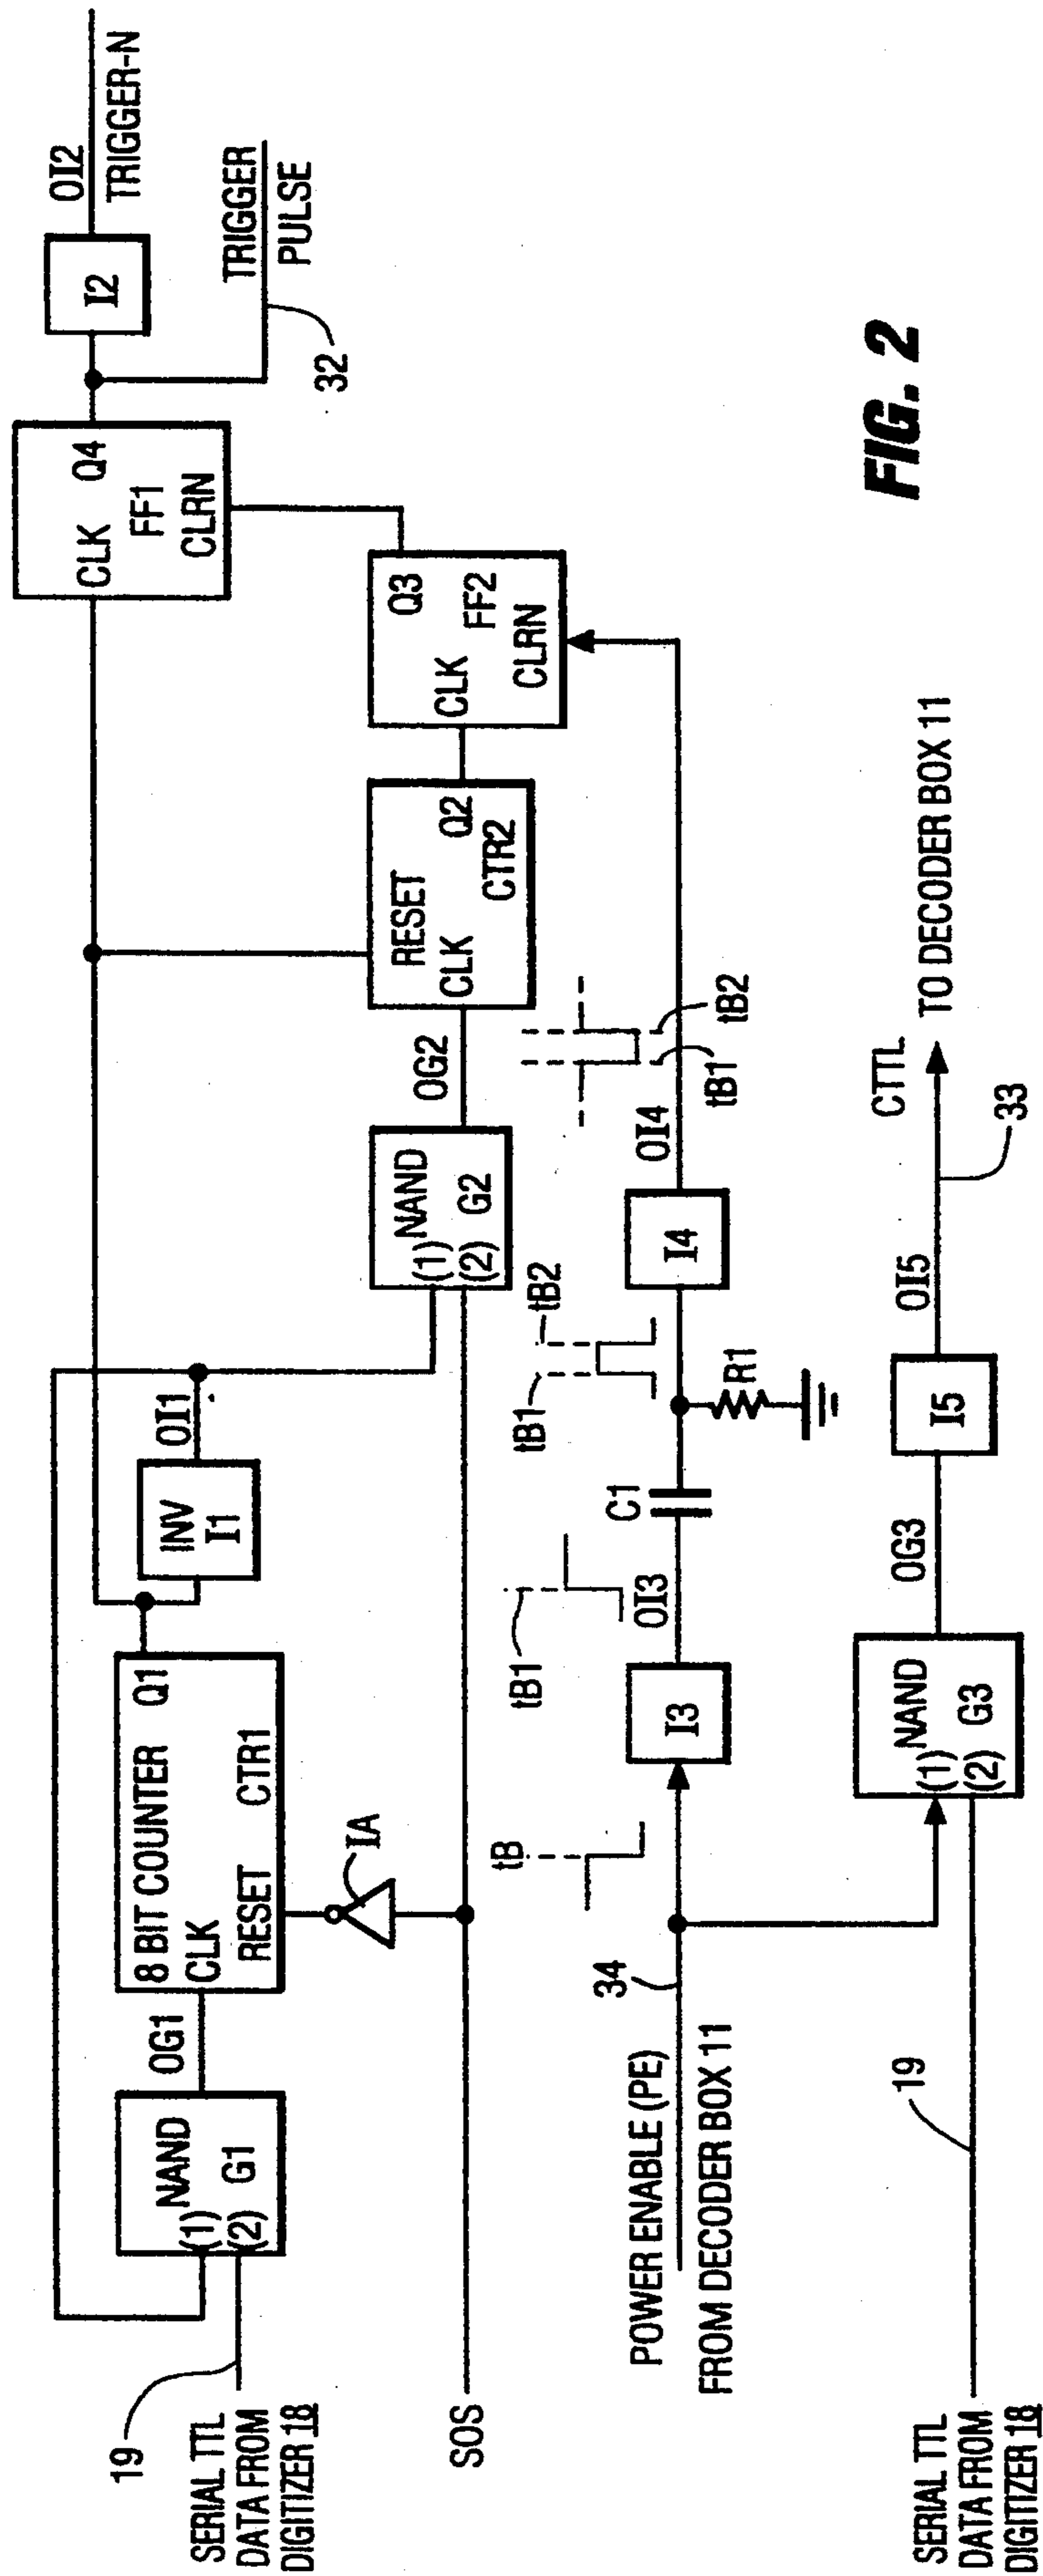 OI2
TRIGGER-N
I2
TRIGGER
PULSE
32
CLK Q4
FF1
CLRN
Q3
CLK FF2
CLRN
RESET
CLK Q2
CTR2
OG2
NAND
(1)
(2) G2
OI1
INV
I1
8 BIT COUNTER Q1
CLK
RESET CTR1
IA
OG1
NAND
(1)
(2) G1
19
SERIAL TTL
DATA FROM
DIGITIZER 18
SOS
tB1
tB2
OI4
I4
tB1
tB2
R1
C1
tB1
OI3
I3
tB
34
POWER ENABLE (PE)
FROM DECODER BOX 11
CTTL
TO DECODER BOX 11
33
OI5
I5
OG3
NAND
(1)
(2) G3
19
SERIAL TTL
DATA FROM
DIGITIZER 18
FIG. 2